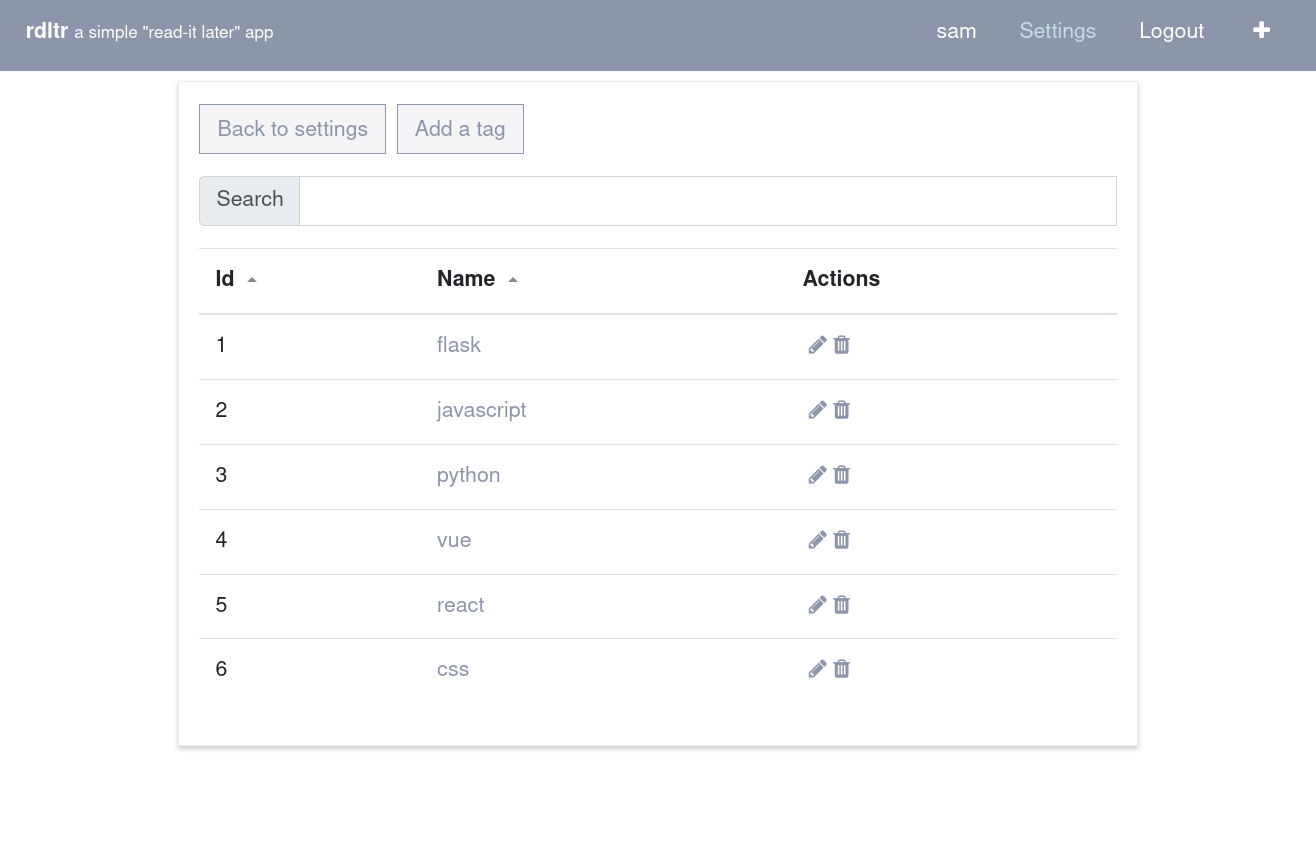 rdltr a simple "read-it later" app sam Settings Logout
Back to settings Add a tag
Search
Id Name Actions
1 flask
2 javascript
3 python
4 vue
5 react
6 css